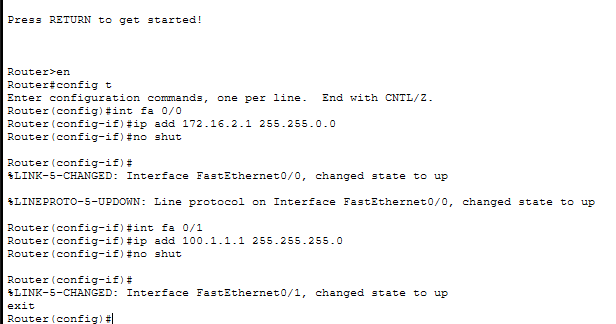 Press RETURN to get started!
Router>en
Router#config t
Enter configuration commands, one per line.  End with CNTL/Z.
Router(config)#int fa 0/0
Router(config-if)#ip add 172.16.2.1 255.255.0.0
Router(config-if)#no shut
Router(config-if)#
%LINK-5-CHANGED: Interface FastEthernet0/0, changed state to up
%LINEPROTO-5-UPDOWN: Line protocol on Interface FastEthernet0/0, changed state to up
Router(config-if)#int fa 0/1
Router(config-if)#ip add 100.1.1.1 255.255.255.0
Router(config-if)#no shut
Router(config-if)#
%LINK-5-CHANGED: Interface FastEthernet0/1, changed state to up
exit
Router(config)#